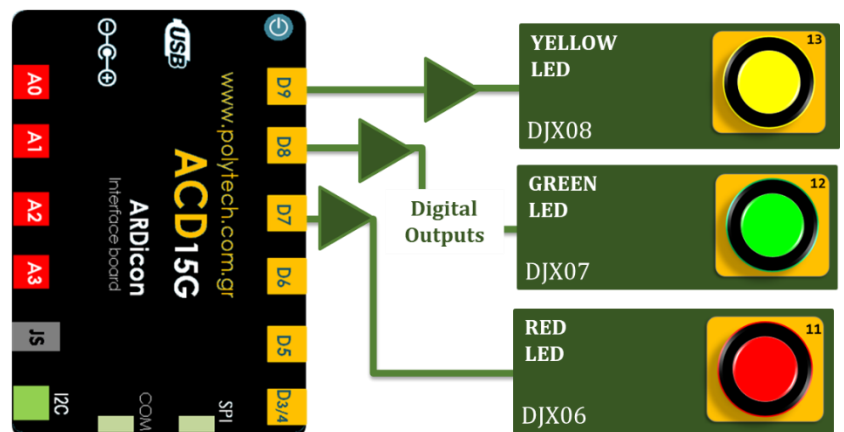 USB
www.polytech.com.gr
ACD15G
ARDicon
Interface board
A0
A1
A2
A3
JS
I2C
COM
SPI
D9
D8
D7
D6
D5
D3/4
Digital
Outputs
YELLOW
LED
13
DJX08
GREEN
LED
12
DJX07
RED
LED
11
DJX06